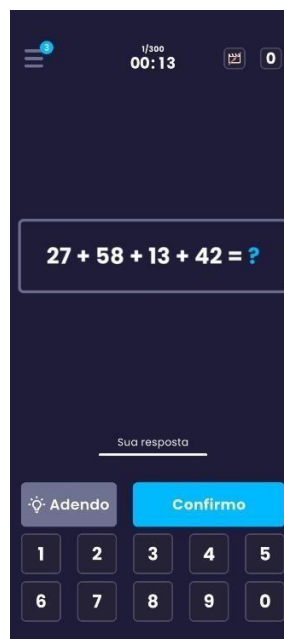 3
1/300
00:13
0
27 + 58 + 13 + 42 = ?
Sua resposta
Adendo
Confirmo
1 2 3 4 5
6 7 8 9 0